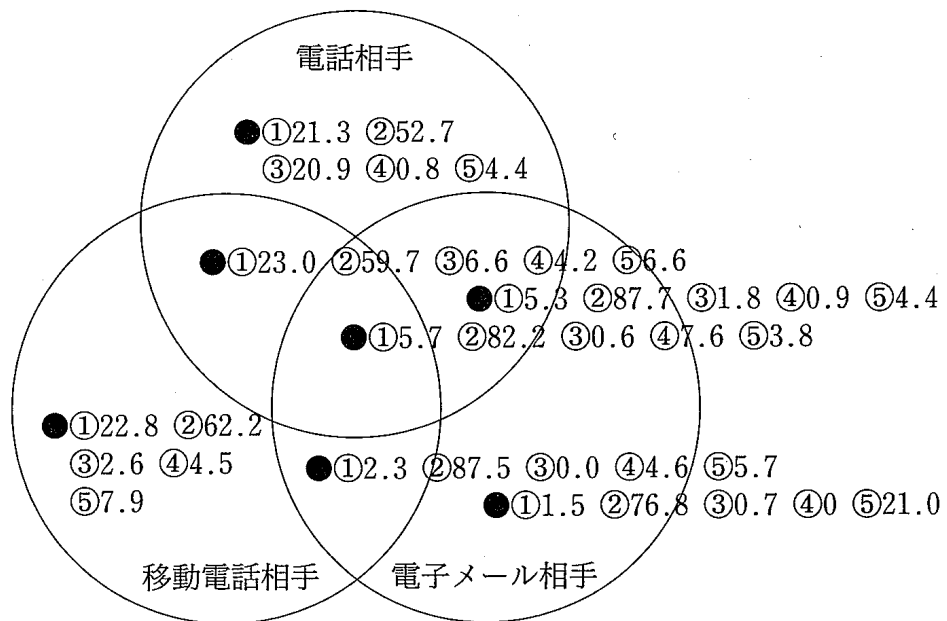 電話相手
●①21.3 ②52.7
③20.9 ④0.8 ⑤4.4
●①23.0 ②59.7 ③6.6 ④4.2 ⑤6.6
●①5.3 ②87.7 ③1.8 ④0.9 ⑤4.4
●①5.7 ②82.2 ③0.6 ④7.6 ⑤3.8
●①22.8 ②62.2
③2.6 ④4.5
⑤7.9
●①2.3 ②87.5 ③0.0 ④4.6 ⑤5.7
●①1.5 ②76.8 ③0.7 ④0 ⑤21.0
移動電話相手
電子メール相手